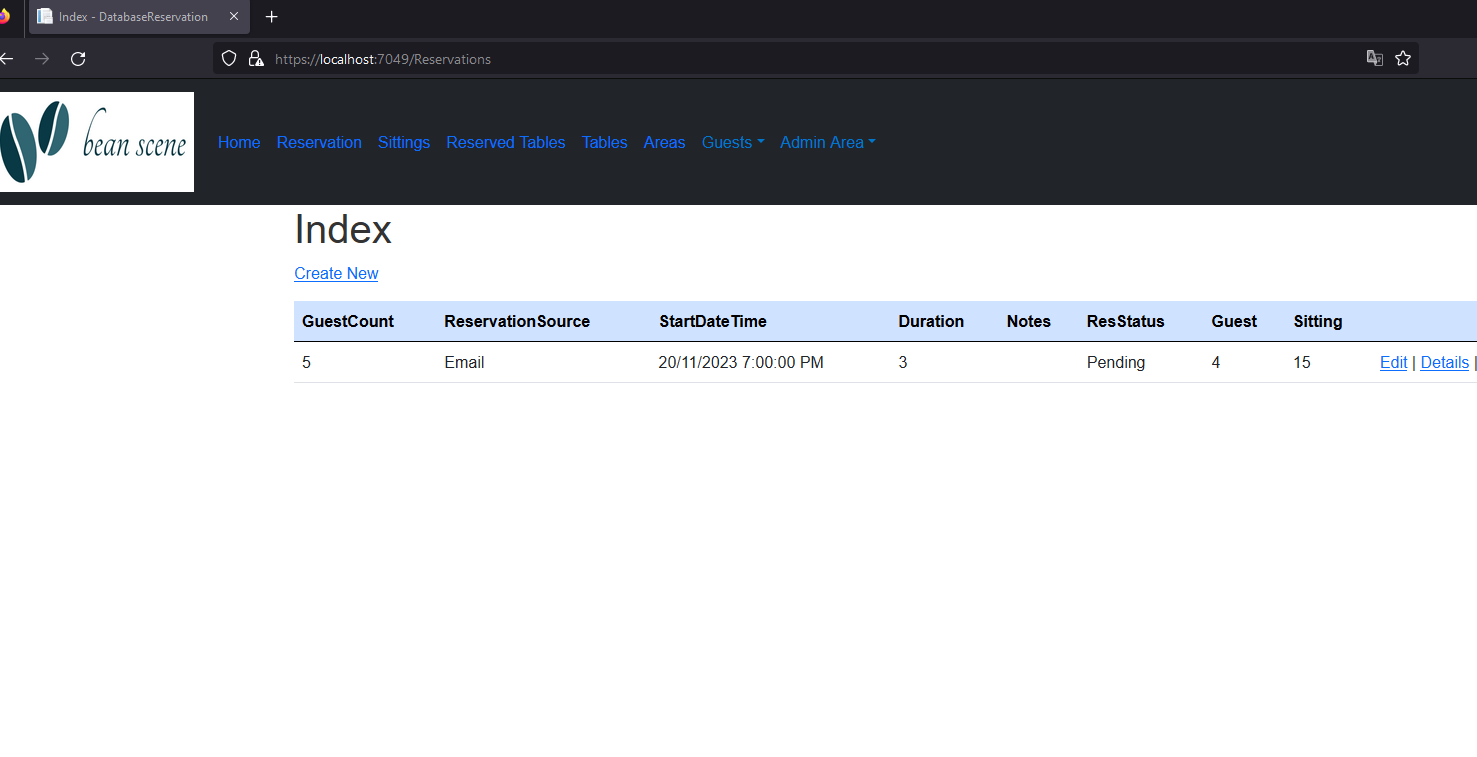 Index - DatabaseReservation
https://localhost:7049/Reservations
bean scene
Home Reservation Sittings Reserved Tables Tables Areas Guests Admin Area
Index
Create New
GuestCount ReservationSource StartDateTime Duration Notes ResStatus Guest Sitting
5 Email 20/11/2023 7:00:00 PM 3 Pending 4 15 Edit | Details |